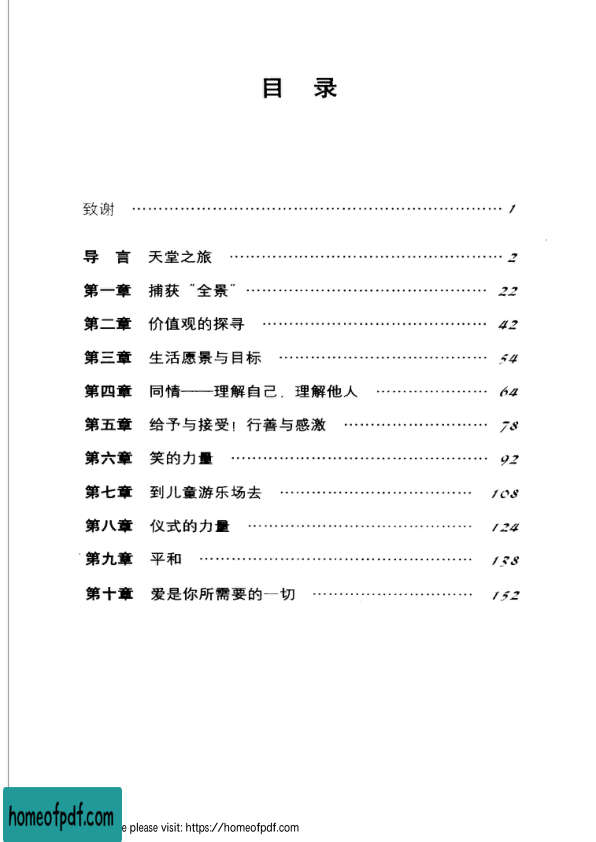 目 录
致谢 …………………………………………………… 1
导 言 天堂之旅 …………………………………… 2
第一章 捕获“全景” ……………………………… 22
第二章 价值观的探寻 …………………………… 42
第三章 生活愿景与目标 ………………………… 54
第四章 同情——理解自己，理解他人 ………… 64
第五章 给予与接受！行善与感激 ……………… 78
第六章 笑的力量 ………………………………… 92
第七章 到儿童游乐场去 ………………………… 108
第八章 仪式的力量 ……………………………… 124
第九章 平和 ……………………………………… 138
第十章 爱是你所需要的一切 …………………… 152
homeofpdf.com
e please visit: https://homeofpdf.com